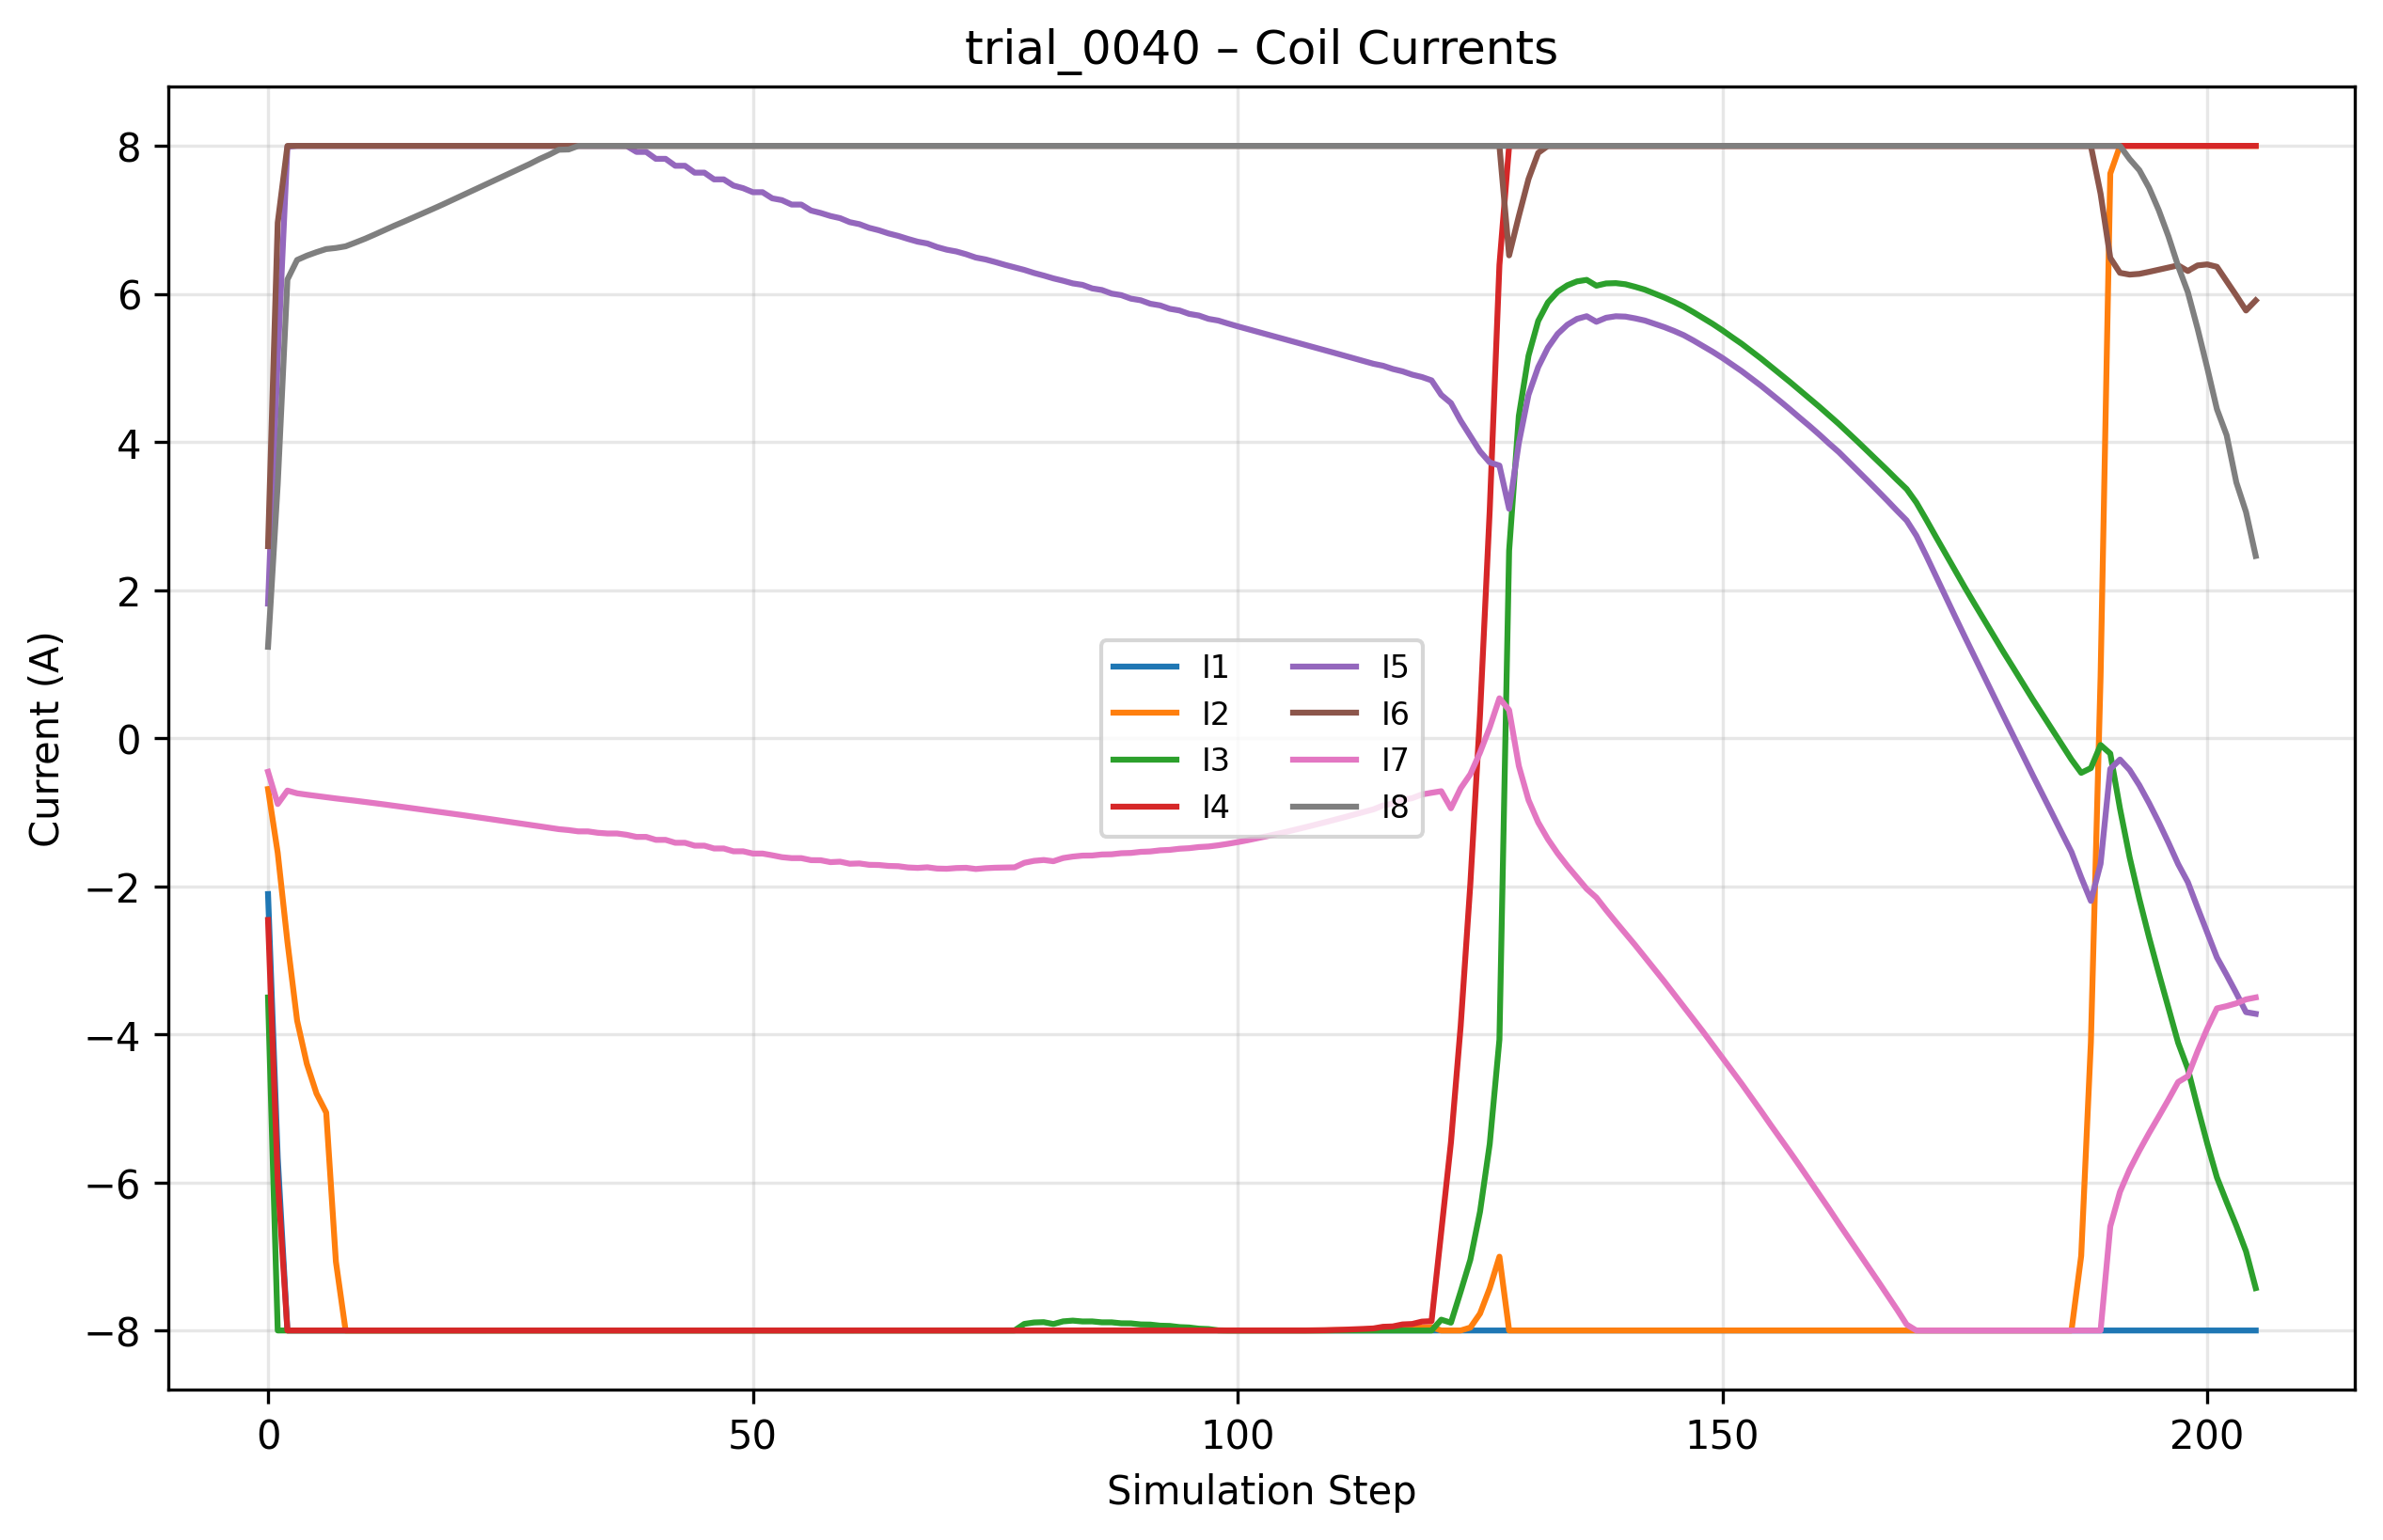 trial_0040 – Coil Currents
Current (A)
8
6
4
2
0
−2
−4
−6
−8
I1
I2
I3
I4
I5
I6
I7
I8
0
50
100
150
200
Simulation Step